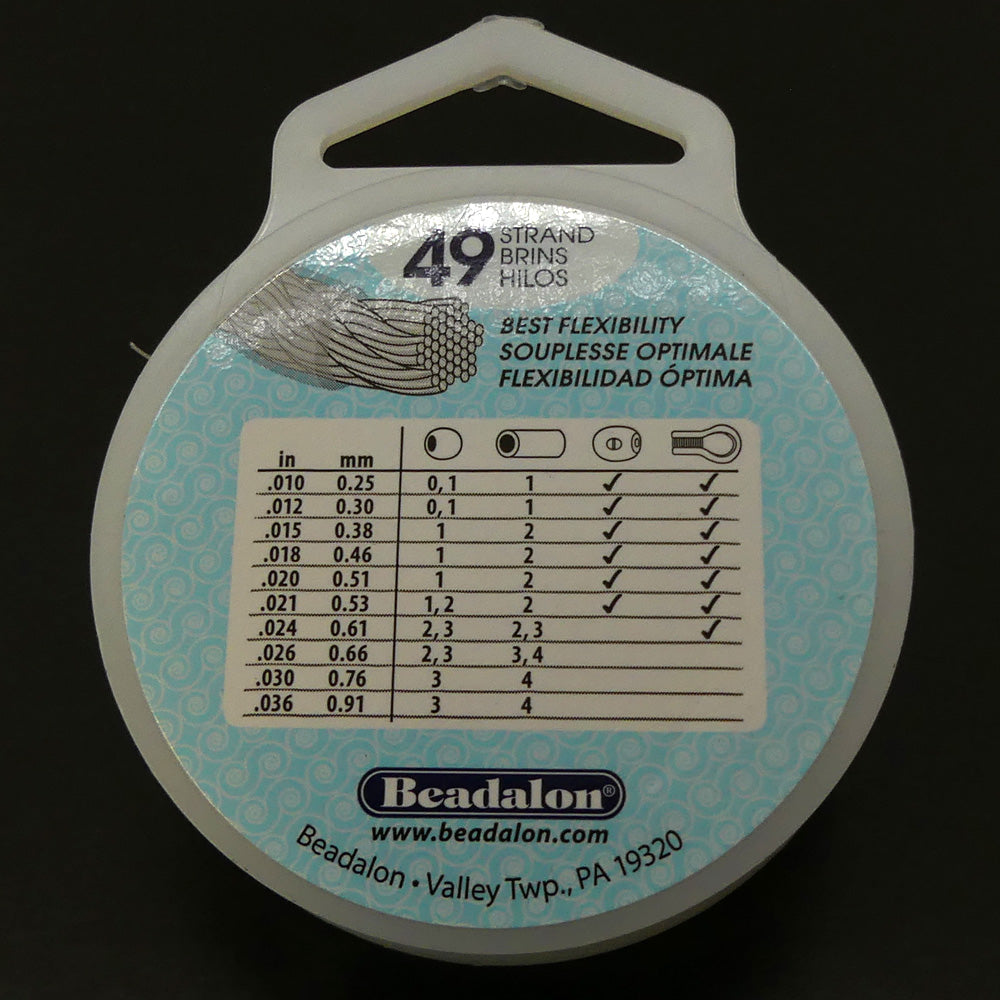 49 STRAND
BRINS
HILOS
BEST FLEXIBILITY
SOUPLESSE OPTIMALE
FLEXIBILIDAD ÓPTIMA
in mm
.010 0.25 0,1 1 ✓ ✓
.012 0.30 0,1 1 ✓ ✓
.015 0.38 1 2 ✓ ✓
.018 0.46 1 2 ✓ ✓
.020 0.51 1 2 ✓ ✓
.021 0.53 1,2 2 ✓ ✓
.024 0.61 2,3 2,3 ✓
.026 0.66 2,3 3,4
.030 0.76 3 4
.036 0.91 3 4
Beadalon®
www.beadalon.com
Beadalon • Valley Twp., PA 19320